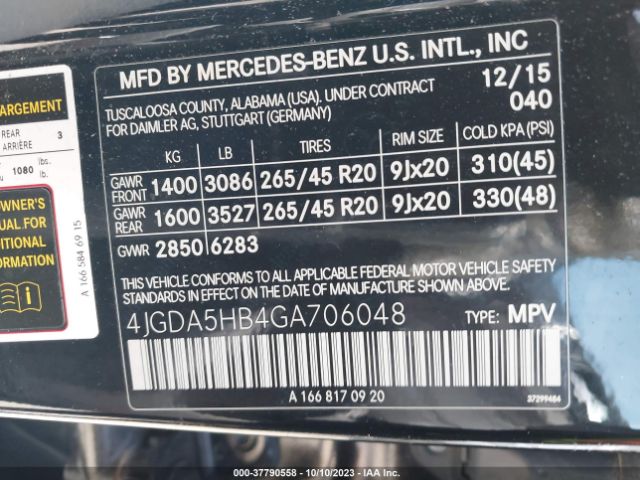 MFD BY MERCEDES-BENZ U.S. INTL., INC
TUSCALOOSA COUNTY, ALABAMA (USA). UNDER CONTRACT 12/15
FOR DAIMLER AG, STUTTGART (GERMANY) 040
KG LB TIRES RIM SIZE COLD KPA (PSI)
GAWR FRONT 1400 3086 265/45 R20 9Jx20 310(45)
GAWR REAR 1600 3527 265/45 R20 9Jx20 330(48)
GVWR 2850 6283
THIS VEHICLE CONFORMS TO ALL APPLICABLE FEDERAL MOTOR VEHICLE SAFETY
STANDARDS IN EFFECT ON THE DATE OF MANUFACTURE SHOWN ABOVE.
4JGDA5HB4GA706048 TYPE: MPV
A 166 817 09 20
37299484
ARGEMENT
REAR 3
ARRIÈRE
1080 lbs.
lb.
OWNER'S
UAL FOR
DITIONAL
ORMATION
A 166 584 69 15
000-37790558 - 10/10/2023 - IAA Inc.